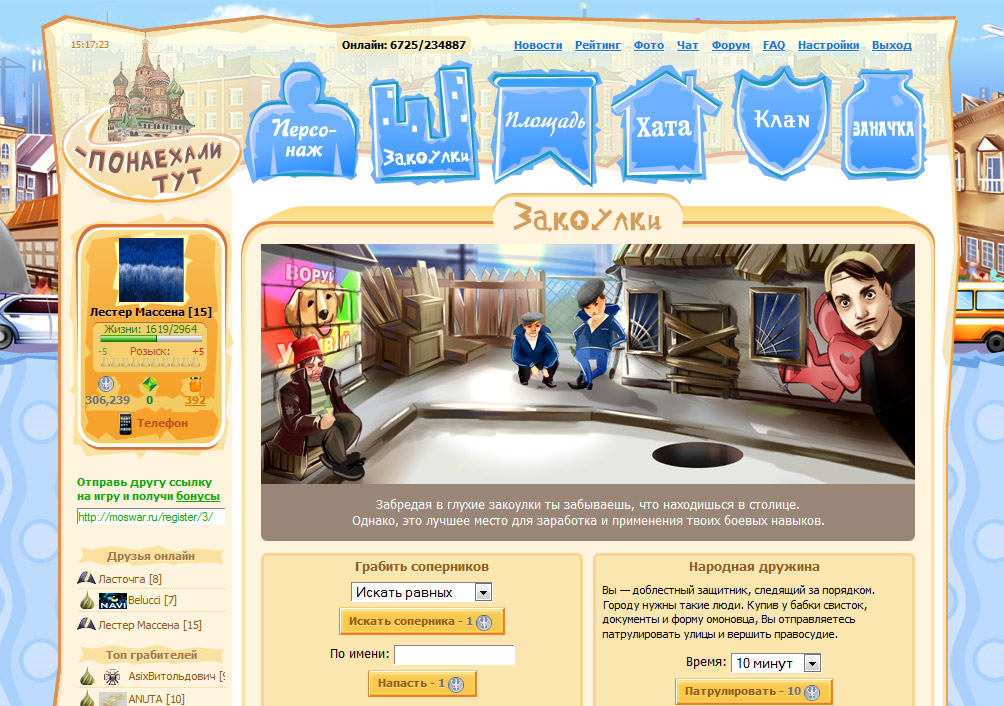 15:17:23
Онлайн: 6725/234887
Новости Рейтинг Фото Чат Форум FAQ Настройки Выход
ПОНАЕХАЛИ
ТУТ
Персо-
наж
Закоулки
Площадь
Хата
Клан
ЗАНАЧКА
Закоулки
Лестер Массена [15]
Жизни: 1619/2964
-5 Розыск: +5
306,239 0 392
Телефон
Отправь другу ссылку
на игру и получи бонусы
http://moswar.ru/register/3/
Друзья онлайн
Ласточга [8]
NAVI Belucci [7]
Лестер Массена [15]
Топ грабителей
AsixВитольдович [9
ANUTA [10]
ВОРУЙ
Забредая в глухие закоулки ты забываешь, что находишься в столице.
Однако, это лучшее место для заработка и применения твоих боевых навыков.
Грабить соперников
Искать равных
Искать соперника - 1
По имени:
Напасть - 1
Народная дружина
Вы — доблестный защитник, следящий за порядком.
Городу нужны такие люди. Купив у бабки свисток,
документы и форму омоновца, Вы отправляетесь
патрулировать улицы и вершить правосудие.
Время: 10 минут
Патрулировать - 10